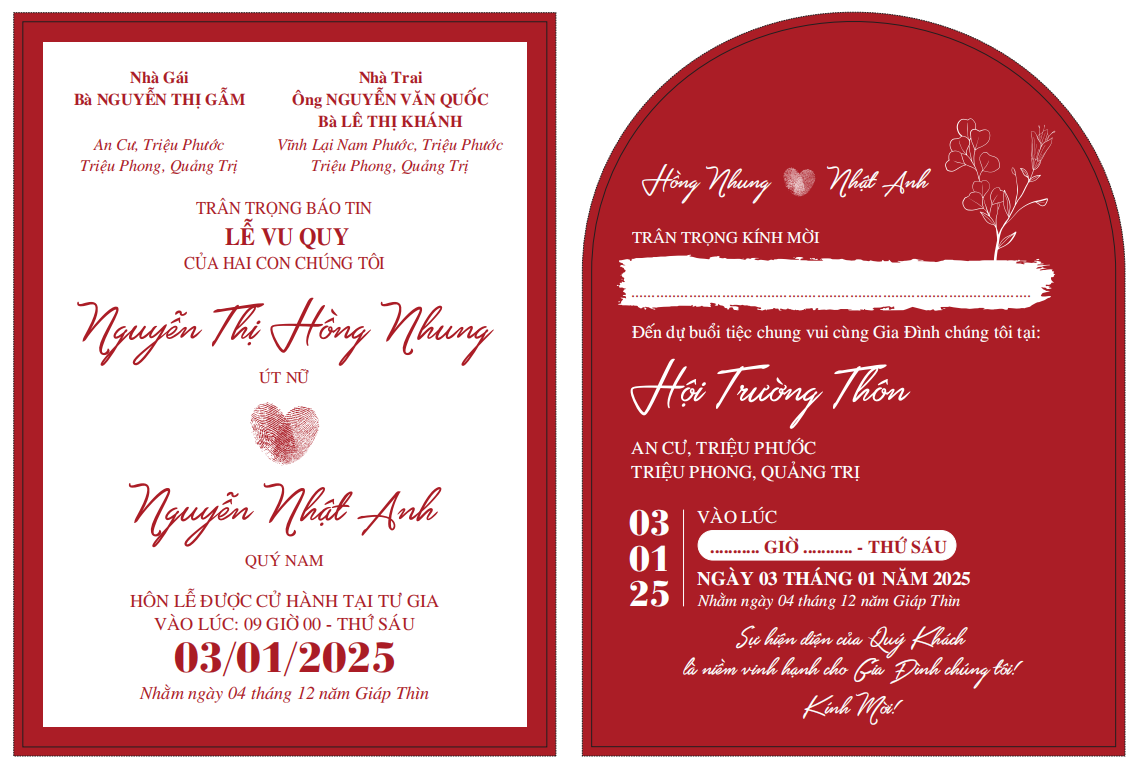 Nhà Gái
Bà NGUYỄN THỊ GẪM
An Cư, Triệu Phước
Triệu Phong, Quảng Trị
Nhà Trai
Ông NGUYỄN VĂN QUỐC
Bà LÊ THỊ KHÁNH
Vĩnh Lại Nam Phước, Triệu Phước
Triệu Phong, Quảng Trị
TRÂN TRỌNG BÁO TIN
LỄ VU QUY
CỦA HAI CON CHÚNG TÔI
Nguyễn Thị Hồng Nhung
ÚT NỮ
Nguyễn Nhật Anh
QUÝ NAM
HÔN LỄ ĐƯỢC CỬ HÀNH TẠI TƯ GIA
VÀO LÚC: 09 GIỜ 00 - THỨ SÁU
03/01/2025
Nhằm ngày 04 tháng 12 năm Giáp Thìn
Hồng Nhung Nhật Anh
TRÂN TRỌNG KÍNH MỜI
Đến dự buổi tiệc chung vui cùng Gia Đình chúng tôi tại:
Hội Trường Thôn
AN CƯ, TRIỆU PHƯỚC
TRIỆU PHONG, QUẢNG TRỊ
03
01
25
VÀO LÚC
........... GIỜ ........... - THỨ SÁU
NGÀY 03 THÁNG 01 NĂM 2025
Nhằm ngày 04 tháng 12 năm Giáp Thìn
Sự hiện diện của Quý Khách
là niềm vinh hạnh cho Gia Đình chúng tôi!
Kính Mời!